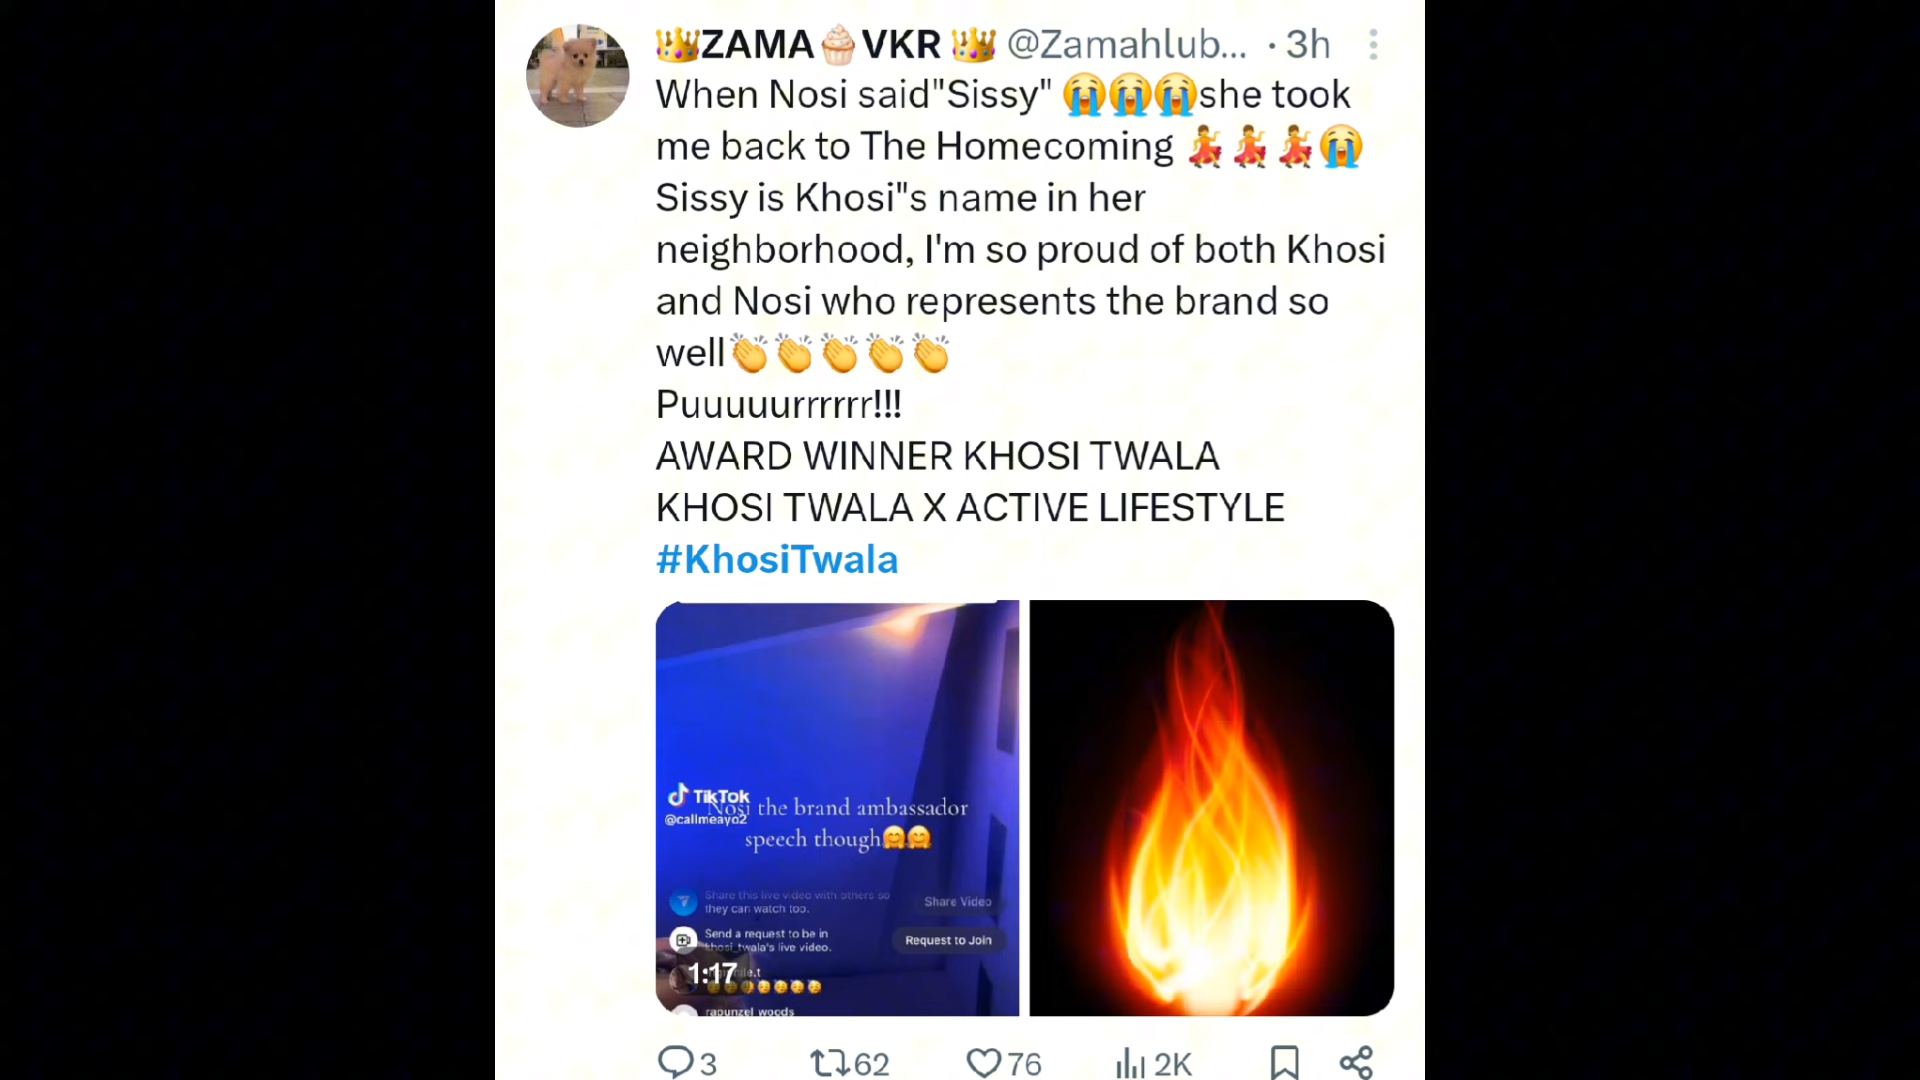 👑ZAMA🧁VKR👑 @Zamahlub... · 3h
When Nosi said"Sissy" 😭😭😭she took
me back to The Homecoming 💃💃💃😭
Sissy is Khosi"s name in her
neighborhood, I'm so proud of both Khosi
and Nosi who represents the brand so
well👏👏👏👏👏
Puuuuurrrrrr!!!
AWARD WINNER KHOSI TWALA
KHOSI TWALA X ACTIVE LIFESTYLE
#KhosiTwala
TikTok
@callmeayo2
Nosi the brand ambassador
speech though🤗🤗
Share this live video with others so
they can watch too.
Share Video
Send a request to be in
khosi_twala's live video.
Request to Join
1:17
rapunzel woods
3 62 76 2K